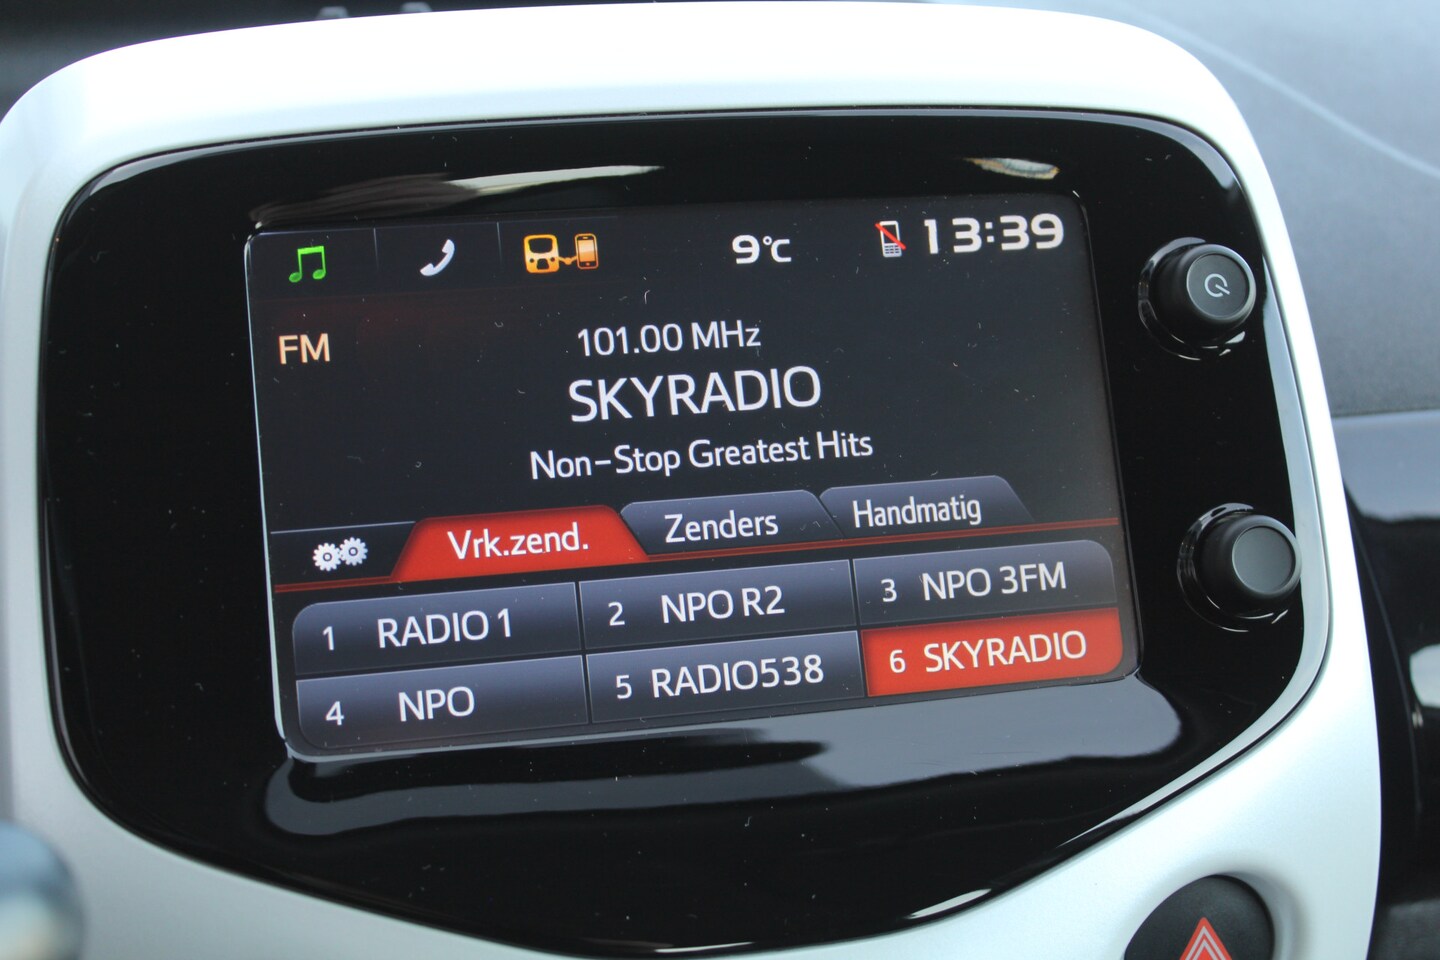 9°C 13:39
FM
101.00 MHz
SKYRADIO
Non-Stop Greatest Hits
Vrk.zend. Zenders Handmatig
1 RADIO 1 2 NPO R2 3 NPO 3FM
4 NPO 5 RADIO538 6 SKYRADIO